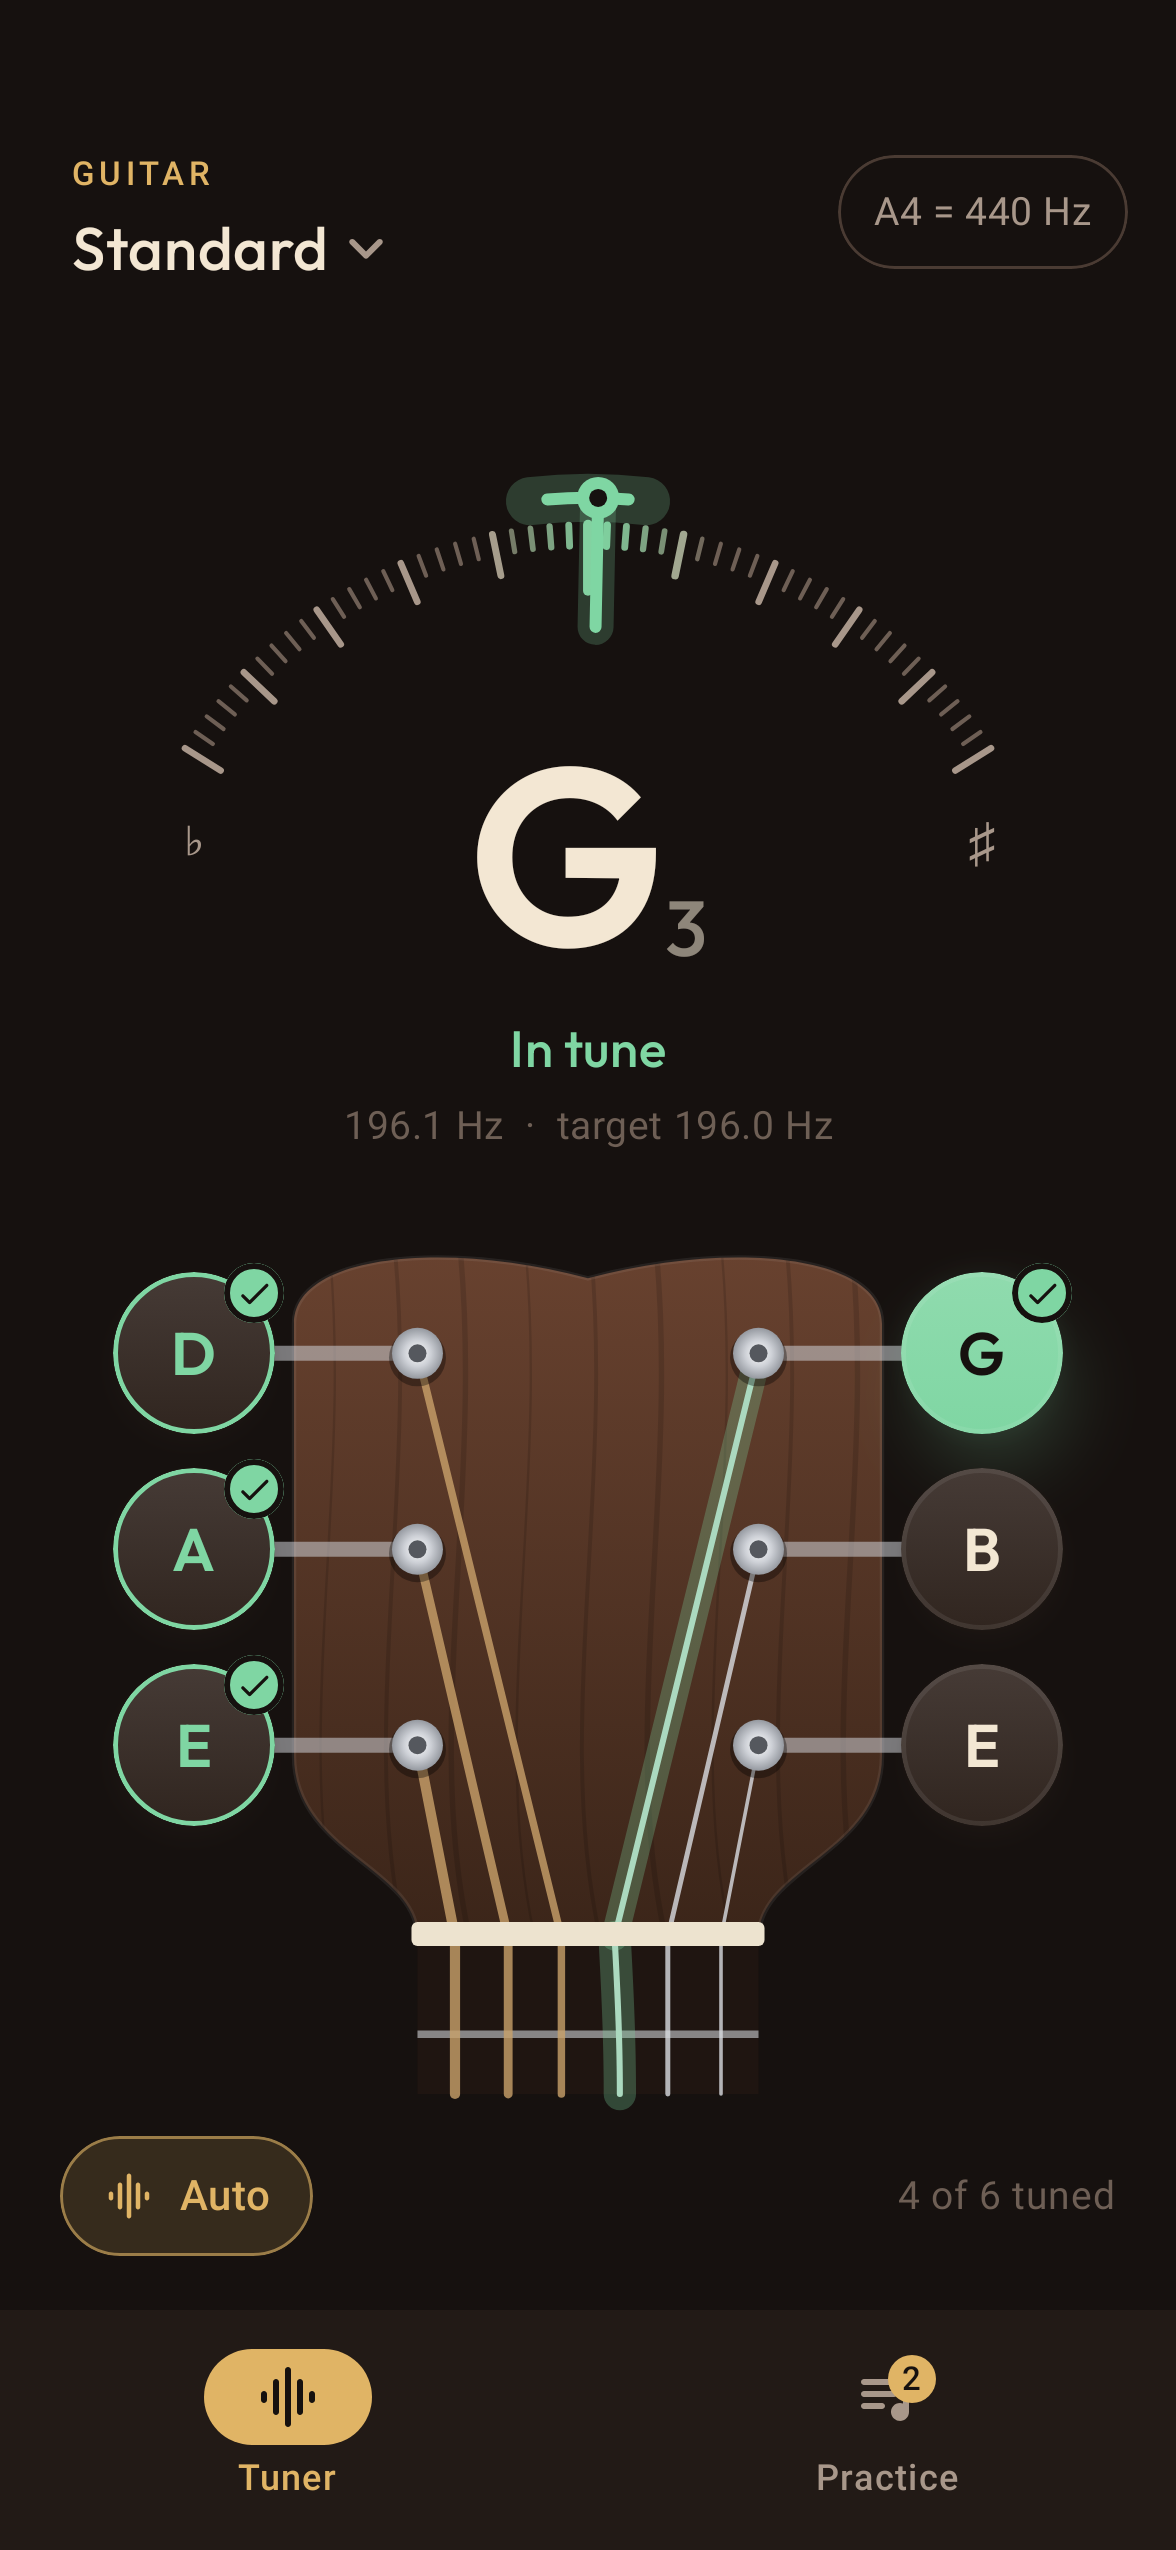 GUITAR
Standard
A4 = 440 Hz
♭
♯
G3
In tune
196.1 Hz · target 196.0 Hz
D
G
A
B
E
E
Auto
4 of 6 tuned
2
Tuner
Practice